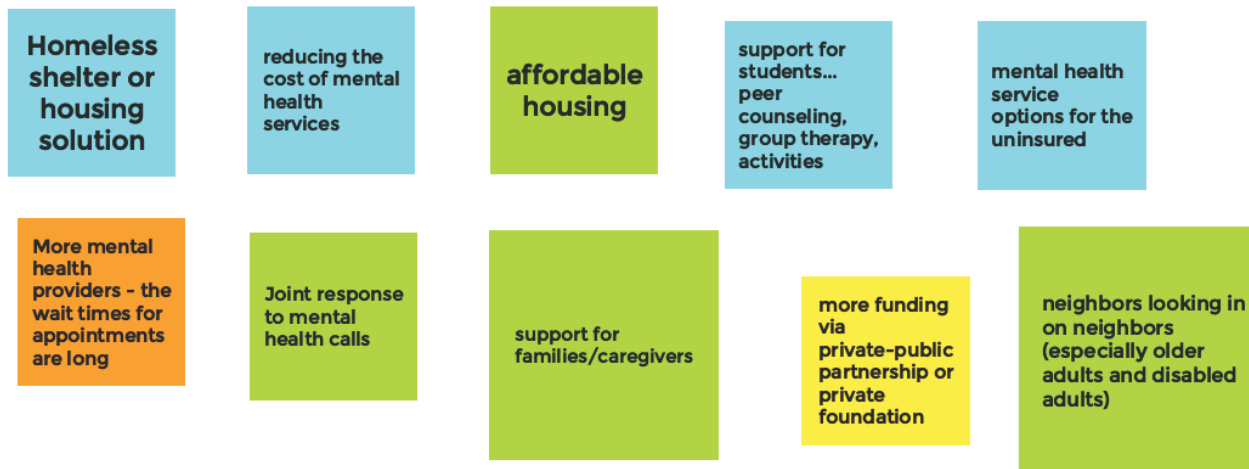 Homeless
shelter or
housing
solution
reducing the
cost of mental
health
services
affordable
housing
support for
students...
peer
counseling,
group therapy,
activities
mental health
service
options for the
uninsured
More mental
health
providers - the
wait times for
appointments
are long
Joint response
to mental
health calls
support for
families/caregivers
more funding
via
private-public
partnership or
private
foundation
neighbors looking in
on neighbors
(especially older
adults and disabled
adults)